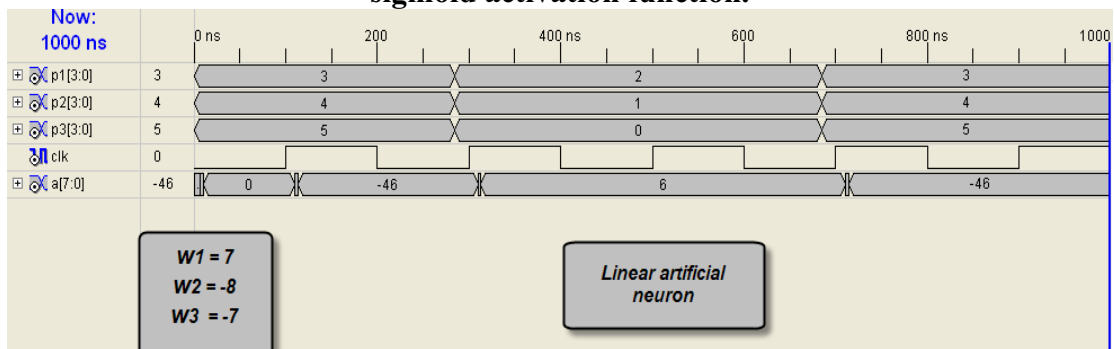 sigmoid activation function.
Now:
1000 ns
0 ns 200 400 ns 600 800 ns 1000
p1[3:0] 3 3 2 3
p2[3:0] 4 4 1 4
p3[3:0] 5 5 0 5
clk 0
a[7:0] -46 0 -46 6 -46
W1 = 7
W2 = -8
W3 = -7
Linear artificial
neuron